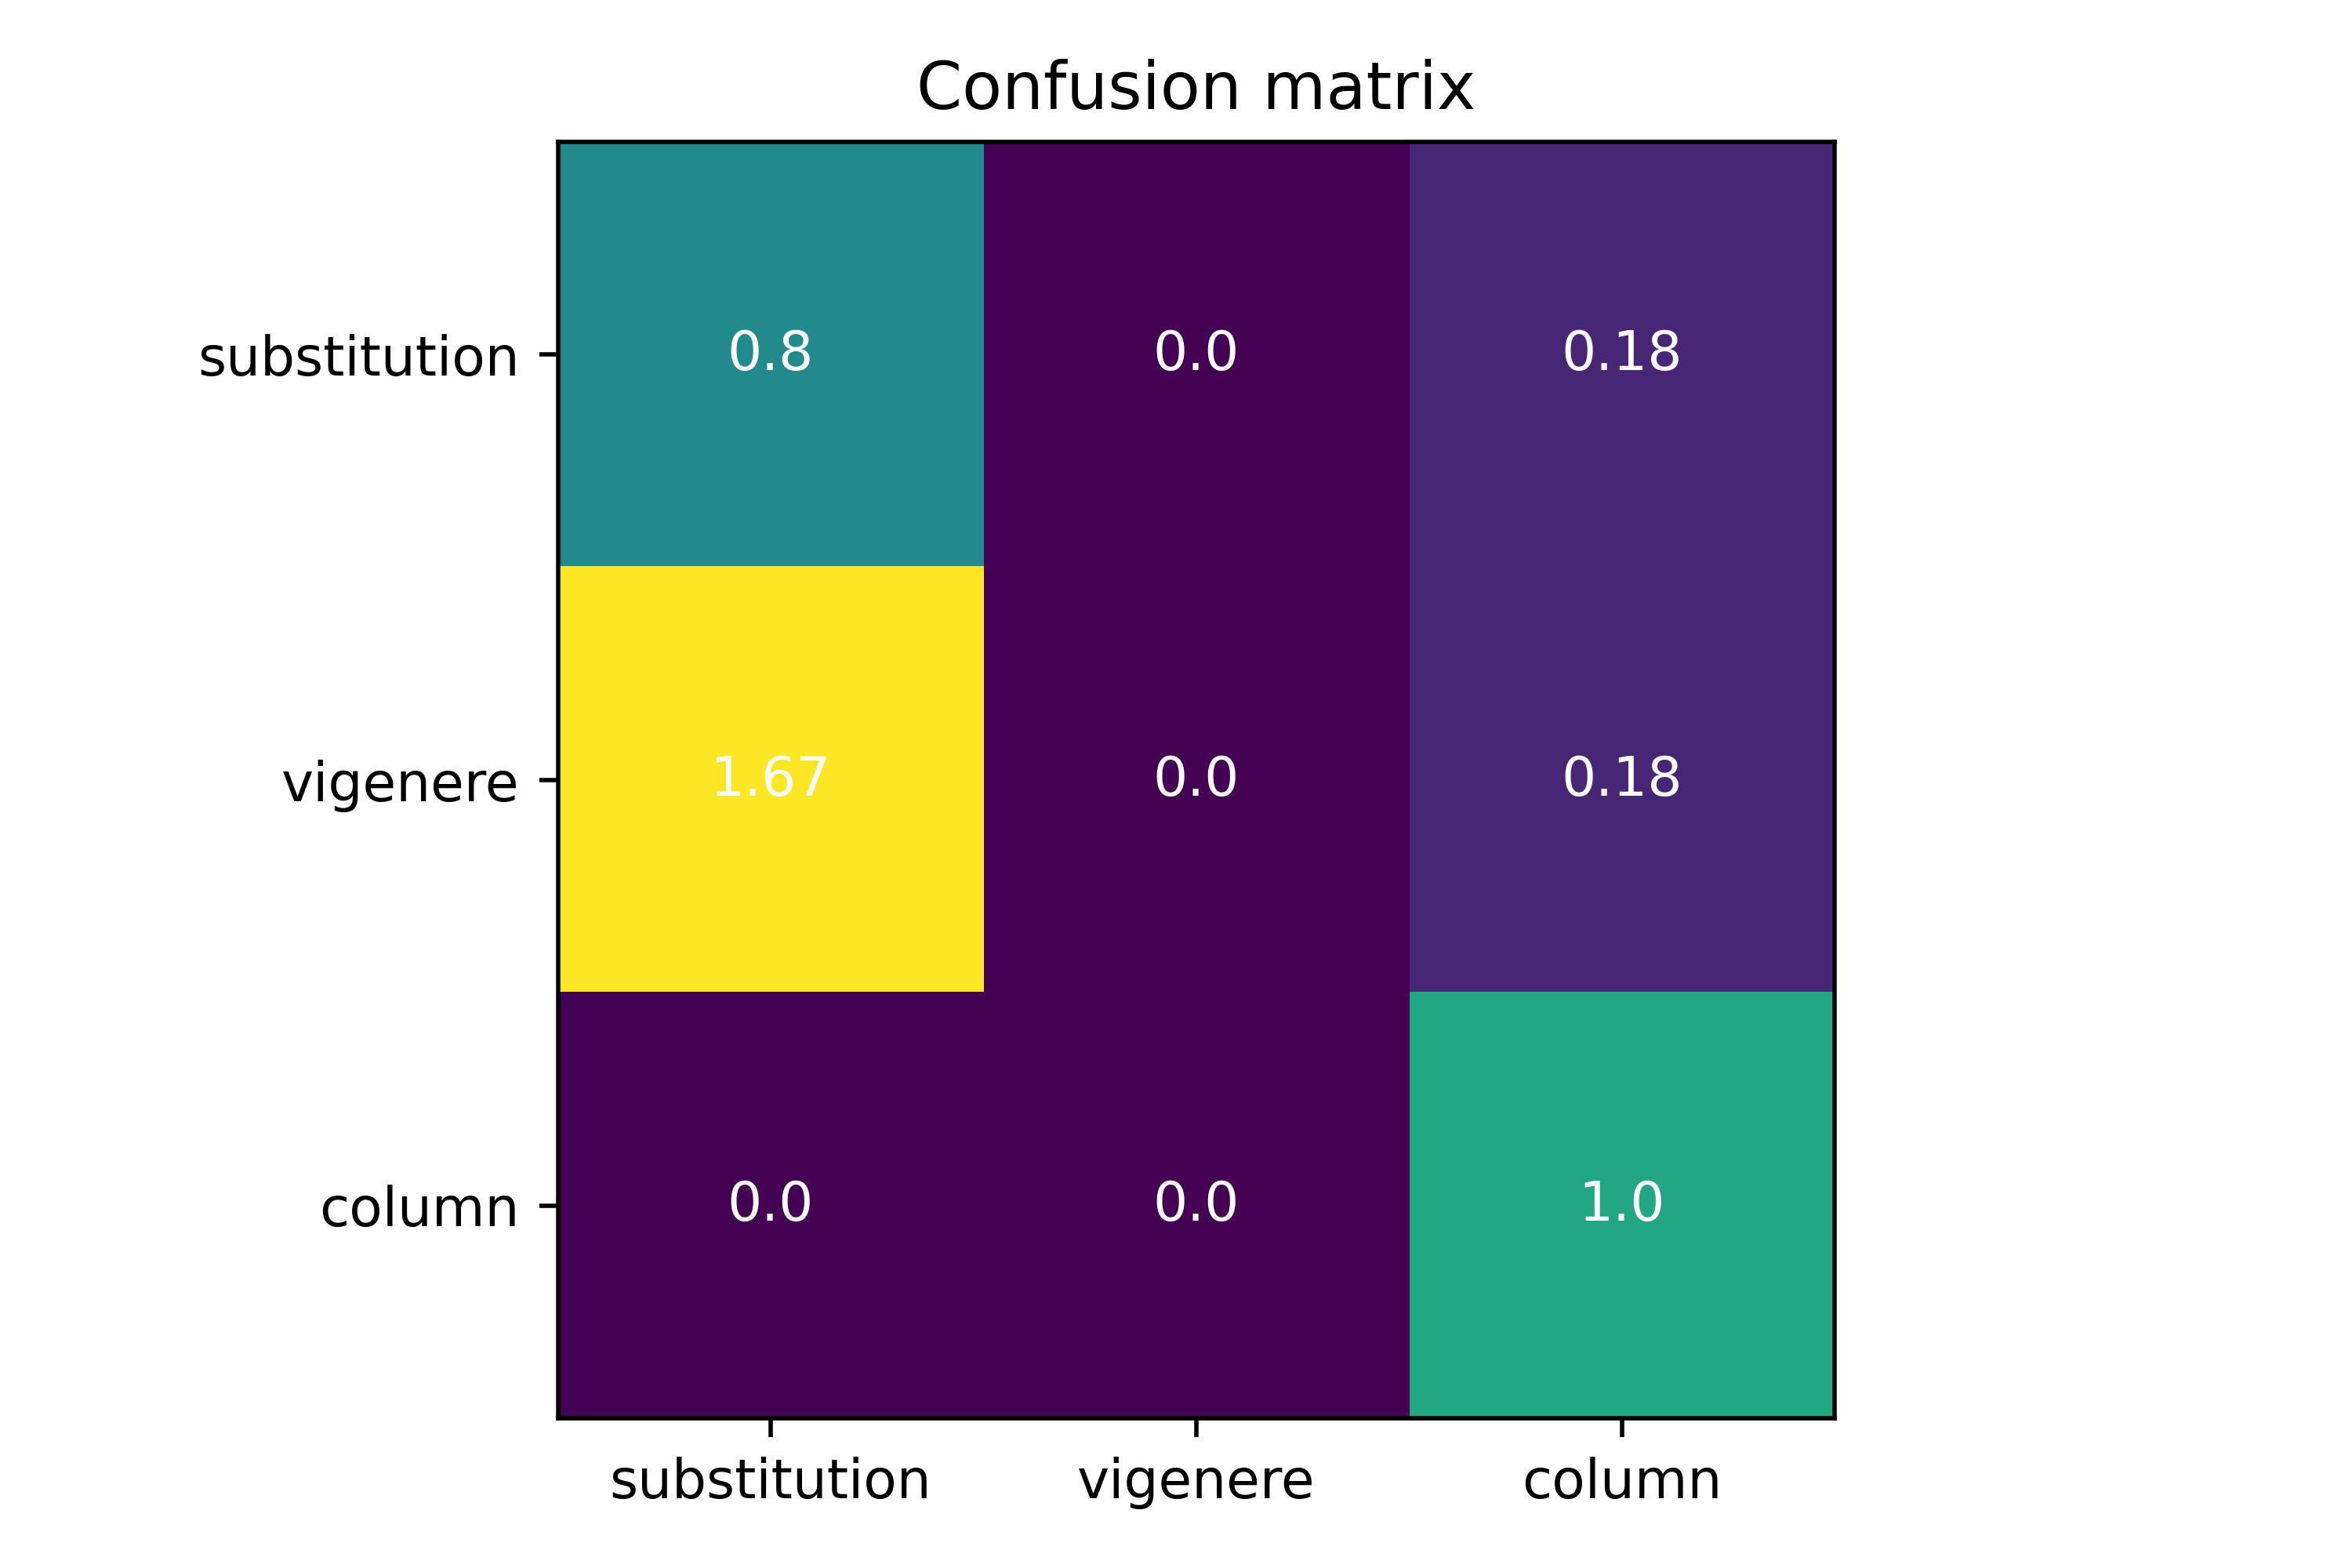 Confusion matrix
substitution 0.8 0.0 0.18
vigenere 1.67 0.0 0.18
column 0.0 0.0 1.0
substitution vigenere column